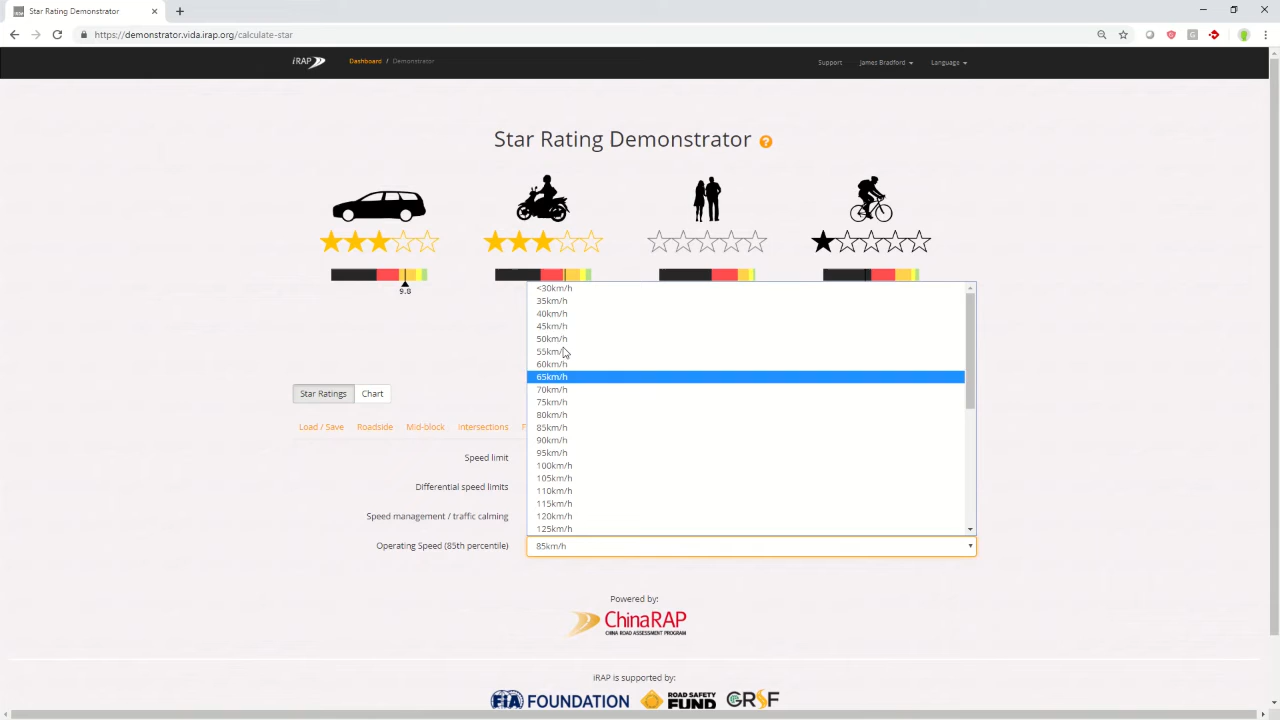 Star Rating Demonstrator
https://demonstrator.vida.irap.org/calculate-star
iRAP
Dashboard / Demonstrator
Support
James Bradford
Language
Star Rating Demonstrator
9.8
<30km/h
35km/h
40km/h
45km/h
50km/h
55km/h
60km/h
65km/h
70km/h
75km/h
80km/h
85km/h
90km/h
95km/h
100km/h
105km/h
110km/h
115km/h
120km/h
125km/h
Star Ratings Chart
Load / Save Roadside Mid-block Intersections
Speed limit
Differential speed limits
Speed management / traffic calming
Operating Speed (85th percentile) 85km/h
Powered by:
ChinaRAP
CHINA ROAD ASSESSMENT PROGRAM
iRAP is supported by:
FiA FOUNDATION
ROAD SAFETY
FUND
GRSF